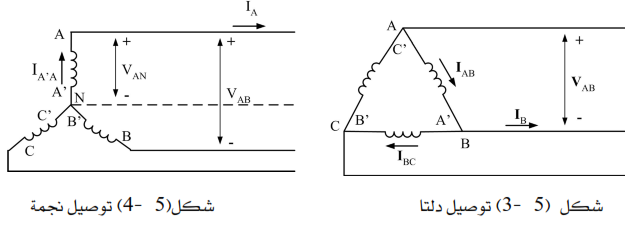 I_A
A
+
I_A'A
V_AN
A'
N
-
V_AB
C'
B'
B
C
-
شكل(5 -4) توصيل نجمة
A
C'
+
I_AB
V_AB
C
B'
A'
I_B
-
B
I_BC
شكل (5 -3) توصيل دلتا